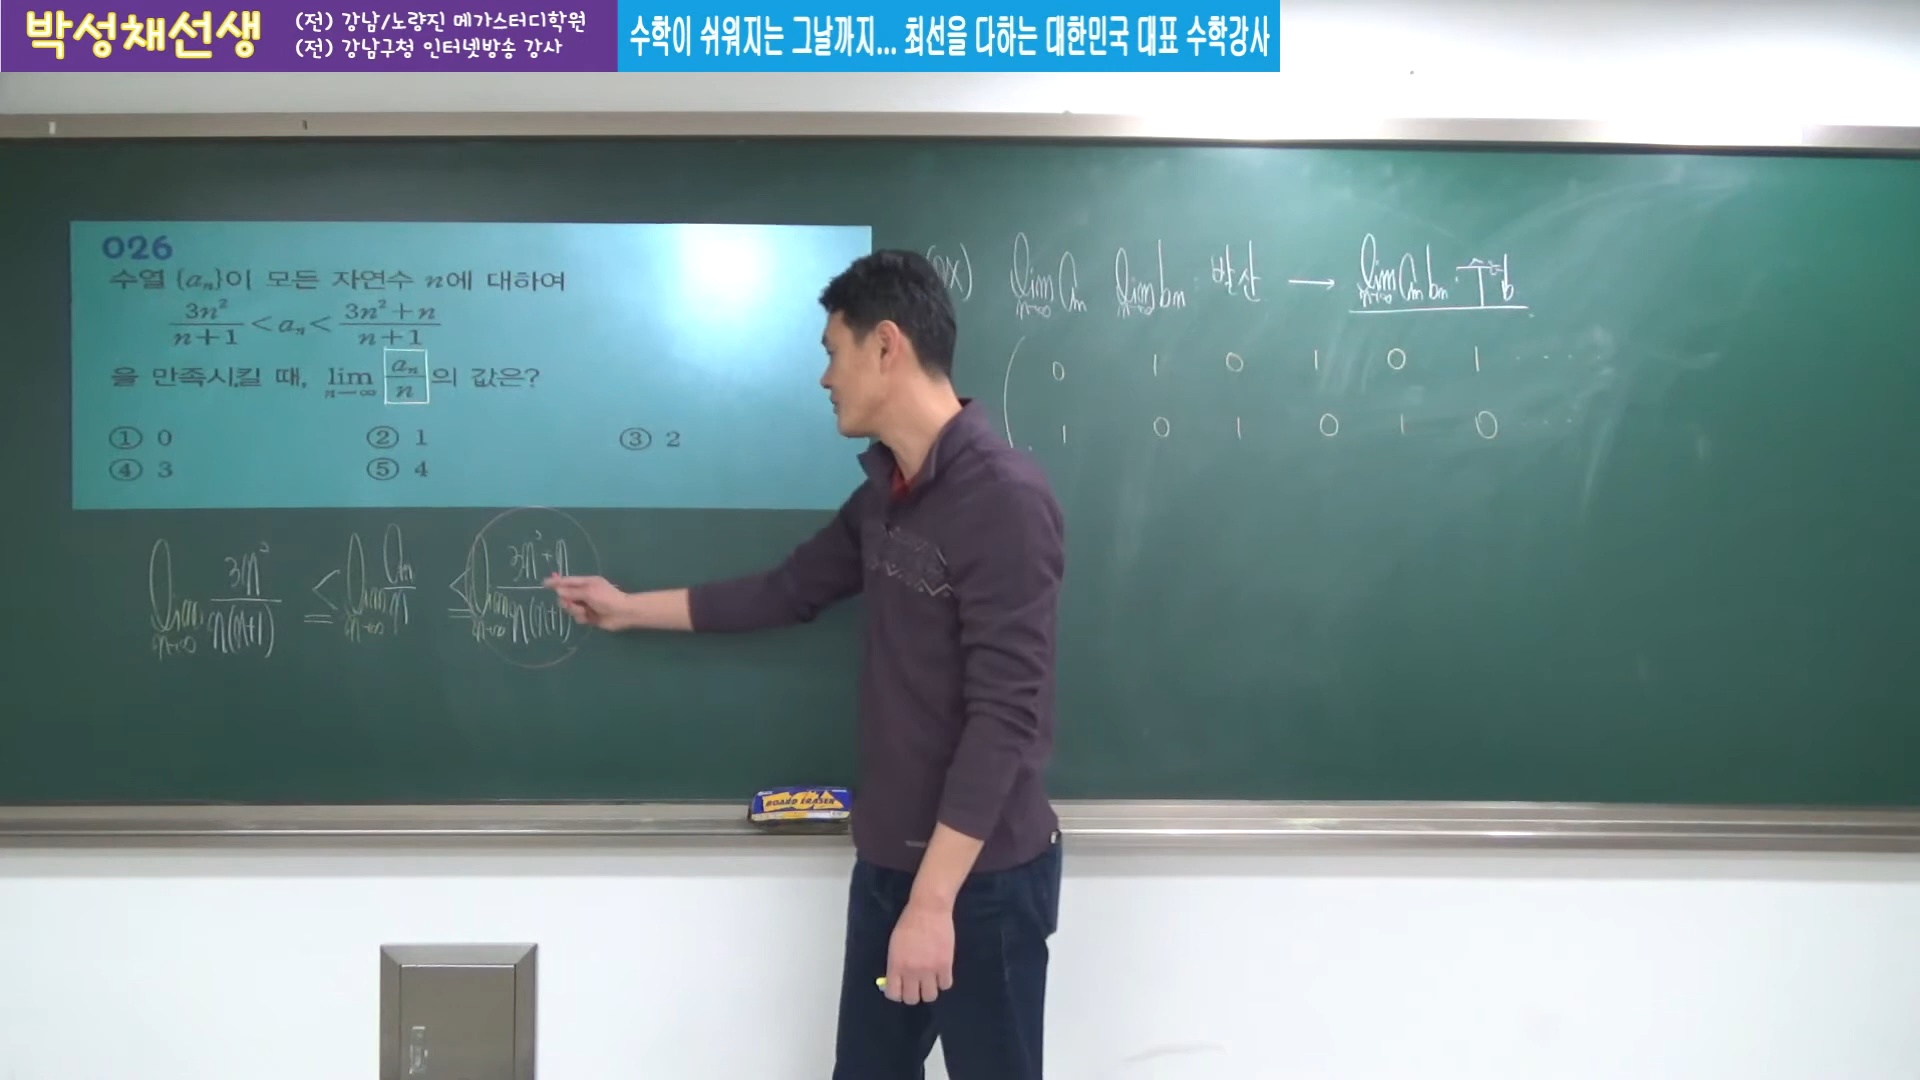 박성채선생
(전) 강남/노량진 메가스터디학원
(전) 강남구청 인터넷방송 강사
수학이 쉬워지는 그날까지... 최선을 다하는 대한민국 대표 수학강사
026
수열 {aₙ}이 모든 자연수 n에 대하여
3n²/(n+1) < aₙ < (3n²+n)/(n+1)
을 만족시킬 때, lim n→∞ aₙ/n 의 값은?
① 0 ② 1 ③ 2
④ 3 ⑤ 4
lim n→∞ 3n²/n(n+1) ≤ lim n→∞ aₙ/n ≤ lim n→∞ (3n²+n)/n(n+1)
lim n→∞ aₙ lim n→∞ bₙ : 발산 → lim n→∞ aₙbₙ : 수렴
0 1 0 1 0 1 ...
1 0 1 0 1 0 ...
BOARD ERASER